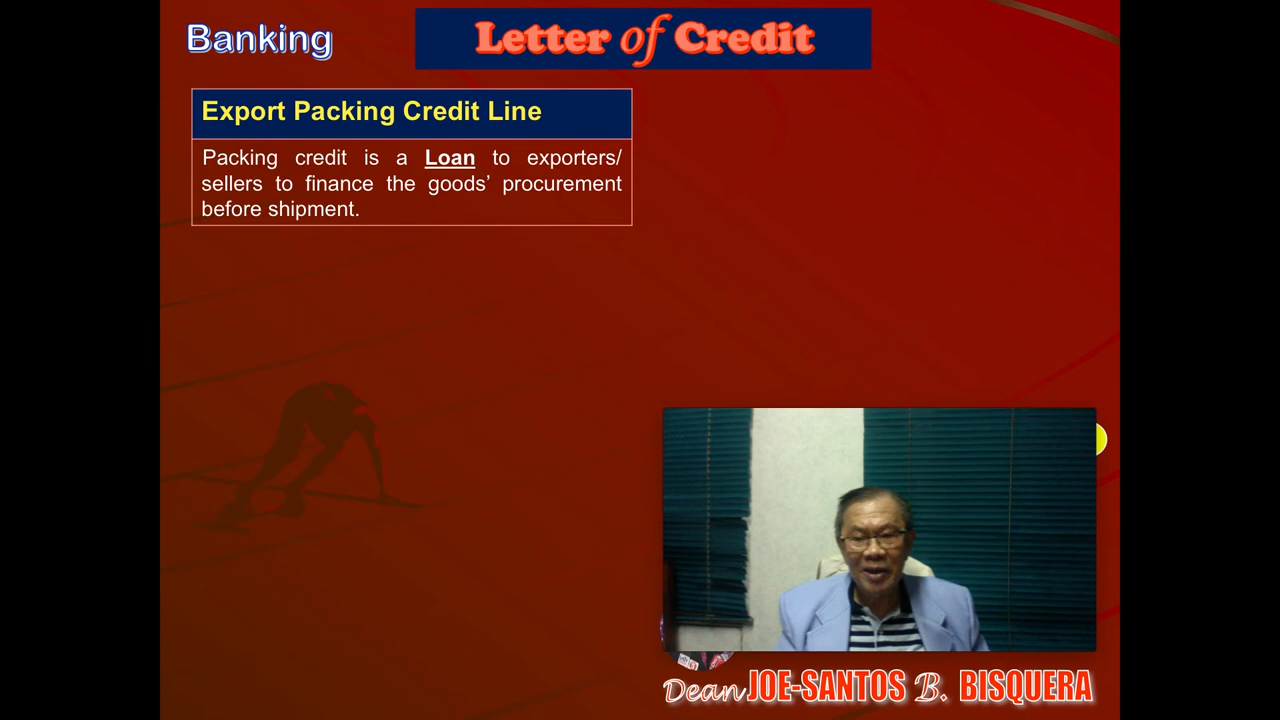 Banking
Letter of Credit
Export Packing Credit Line
Packing credit is a Loan to exporters/
sellers to finance the goods’ procurement
before shipment.
Dean JOE-SANTOS B. BISQUERA